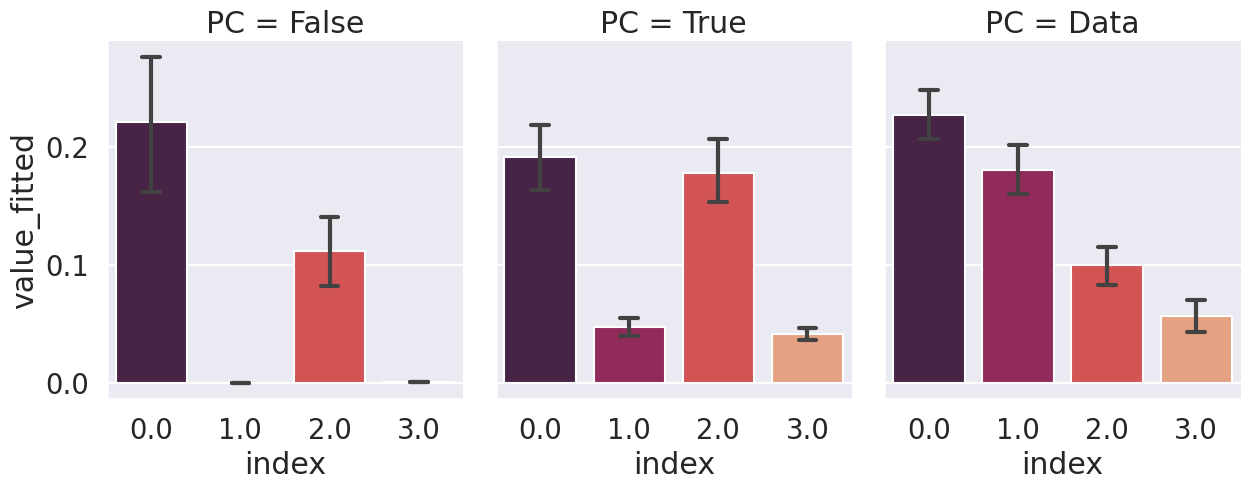 PC = False
PC = True
PC = Data
value_fitted
0.2
0.1
0.0
0.0 1.0 2.0 3.0
0.0 1.0 2.0 3.0
0.0 1.0 2.0 3.0
index
index
index